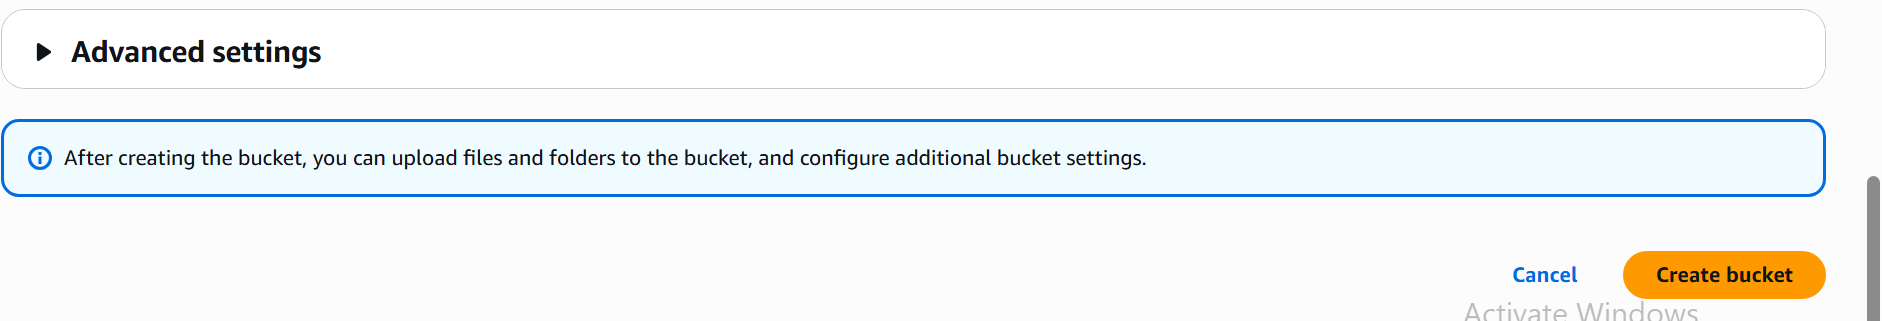 Advanced settings
After creating the bucket, you can upload files and folders to the bucket, and configure additional bucket settings.
Cancel Create bucket
Activate Windows